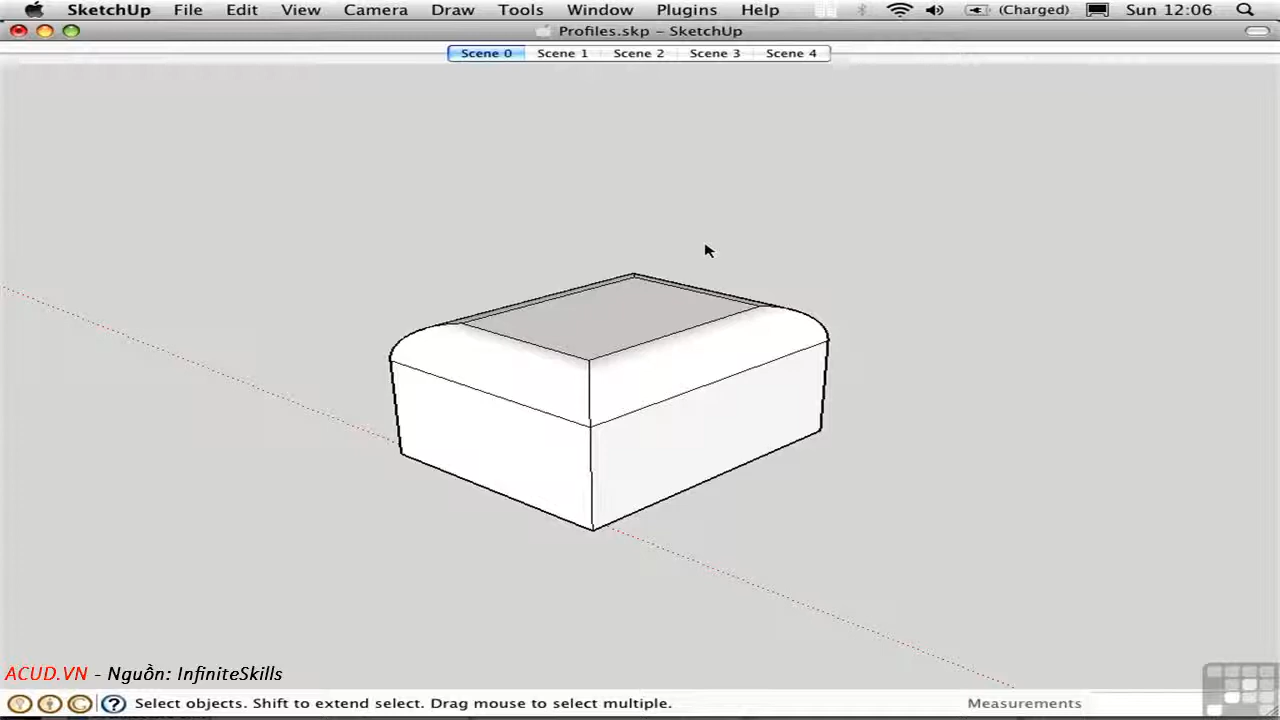 SketchUp File Edit View Camera Draw Tools Window Plugins Help (Charged) Sun 12:06
Profiles.skp - SketchUp
Scene 0 Scene 1 Scene 2 Scene 3 Scene 4
ACUD.VN - Nguồn: InfiniteSkills
Select objects. Shift to extend select. Drag mouse to select multiple. Measurements